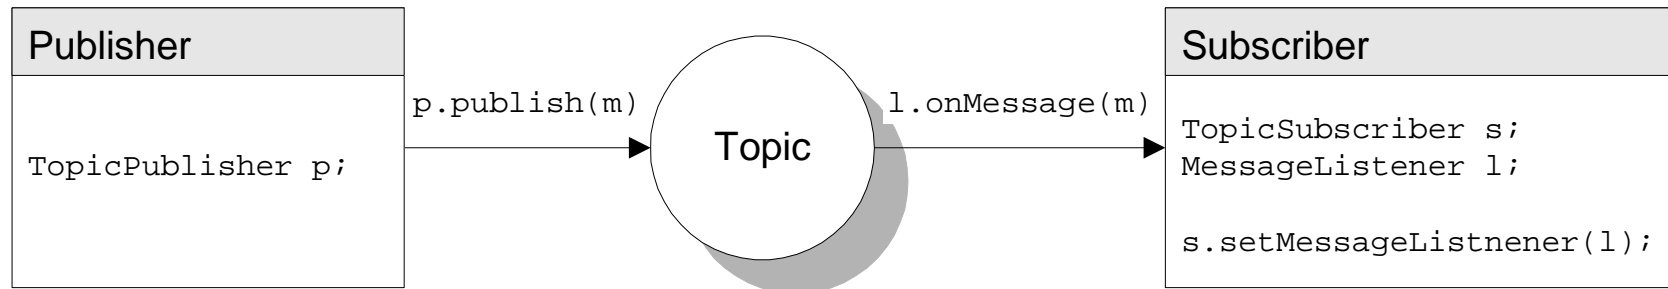 Publisher
TopicPublisher p;
p.publish(m)
Topic
l.onMessage(m)
Subscriber
TopicSubscriber s;
MessageListener l;
s.setMessageListnener(l);